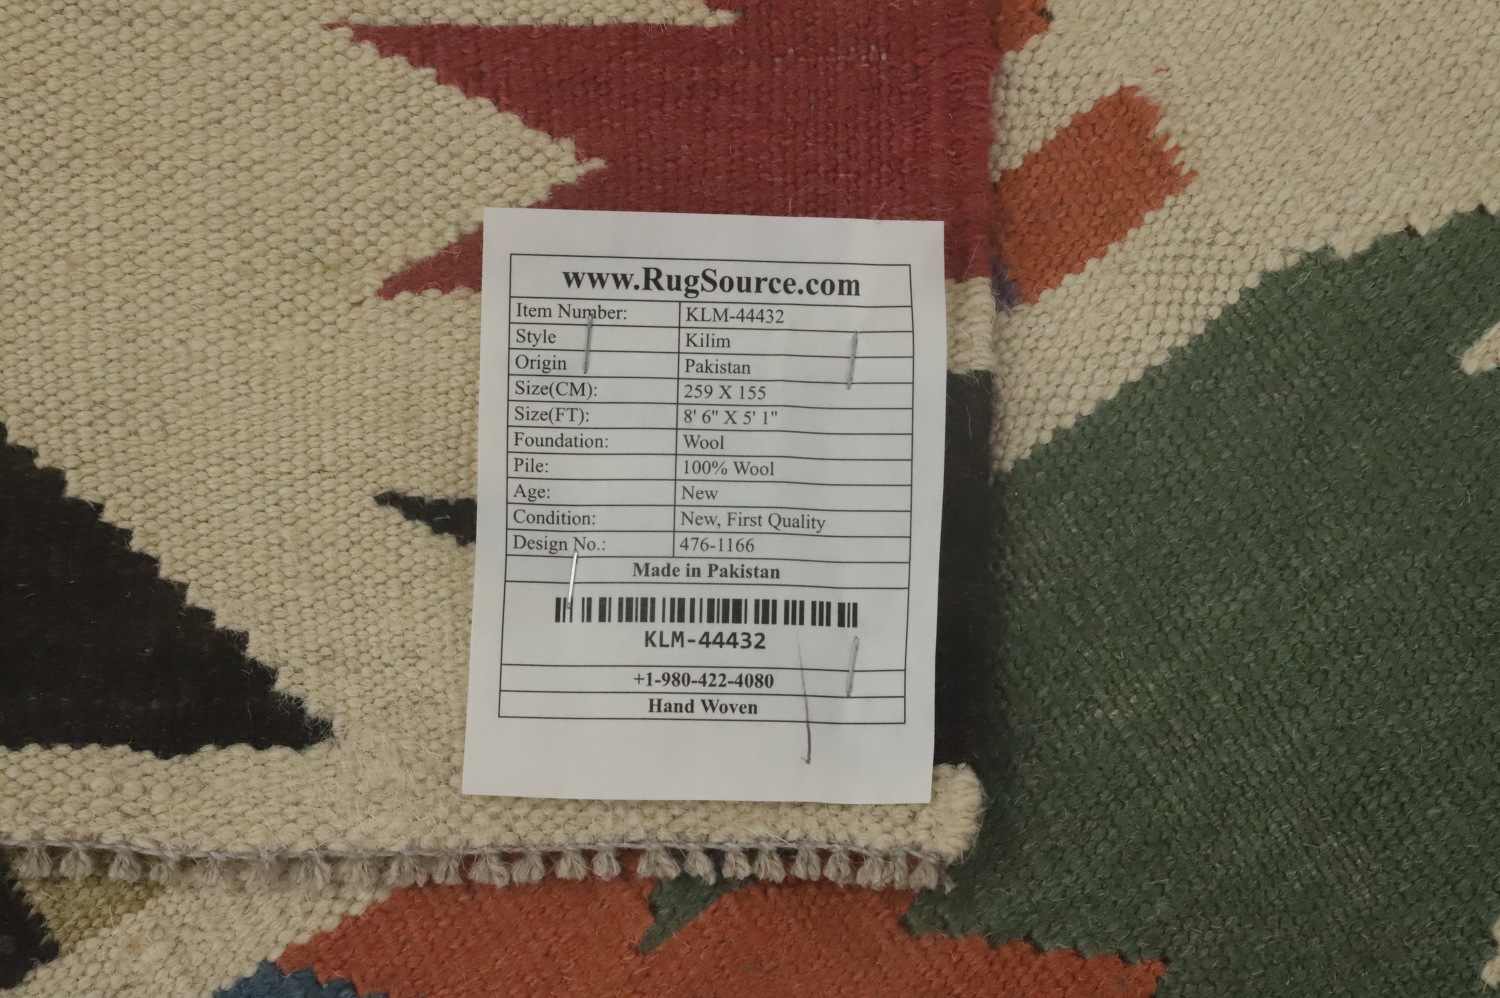 www.RugSource.com
Item Number: KLM-44432
Style Kilim
Origin Pakistan
Size(CM): 259 X 155
Size(FT): 8' 6" X 5' 1"
Foundation: Wool
Pile: 100% Wool
Age: New
Condition: New, First Quality
Design No.: 476-1166
Made in Pakistan
KLM-44432
+1-980-422-4080
Hand Woven